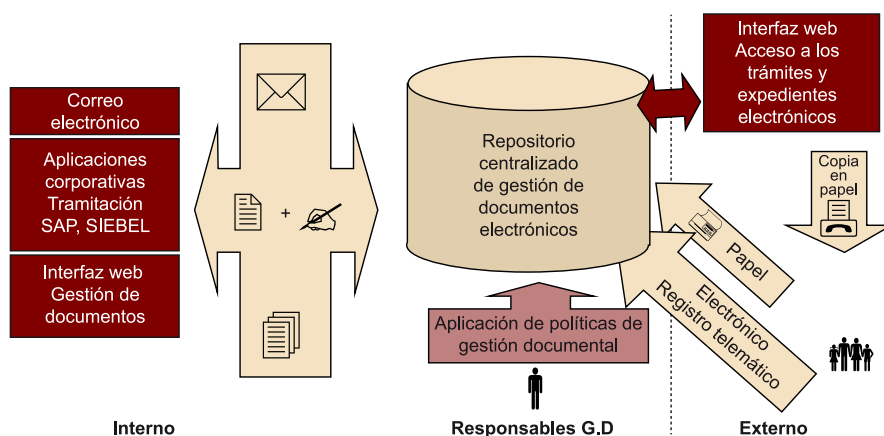 Correo
electrónico
Aplicaciones
corporativas
Tramitación
SAP, SIEBEL
Interfaz web
Gestión de
documentos
+
Repositorio
centralizado
de gestión de
documentos
electrónicos
Aplicación de políticas de
gestión documental
Interfaz web
Acceso a los
trámites y
expedientes
electrónicos
Copia
en
papel
Papel
Electrónico
Registro telemático
Interno
Responsables G,D
Externo